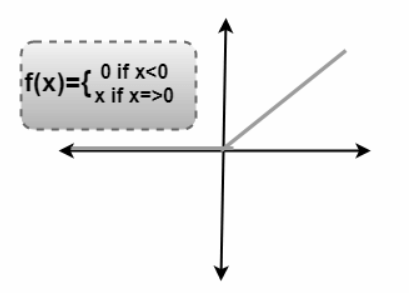 0 if x<0
f(x)={
x if x=>0